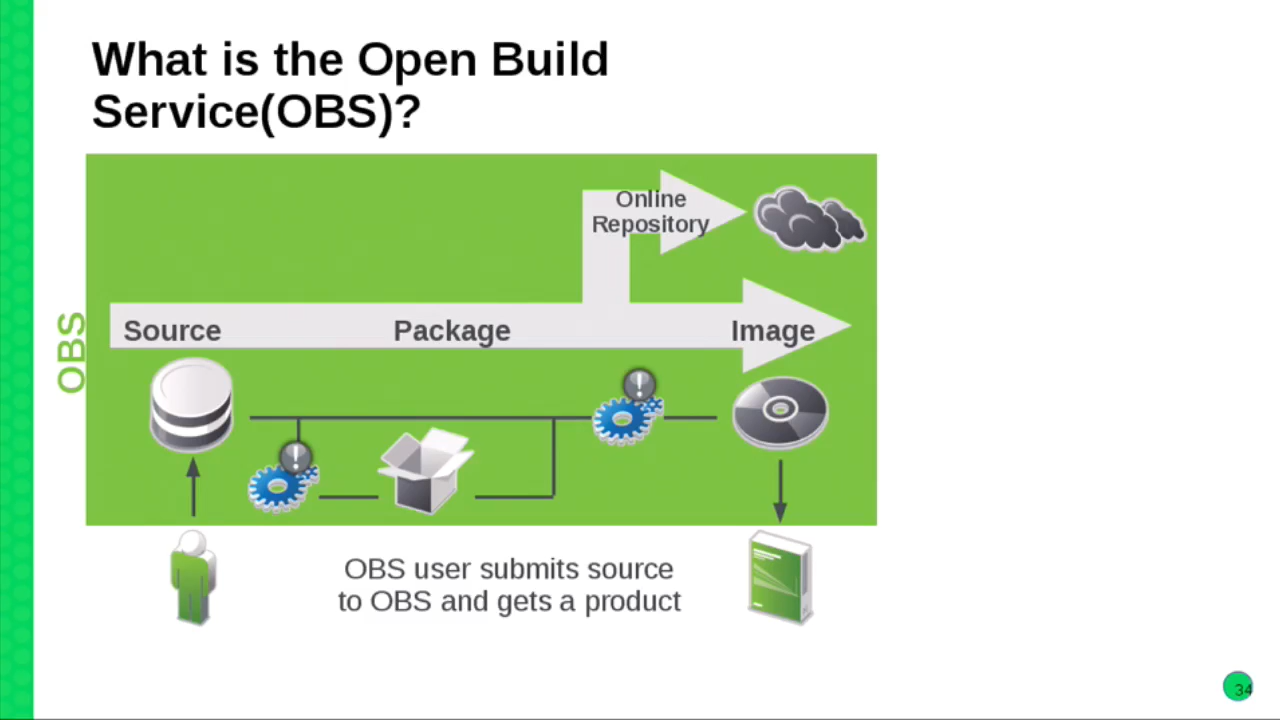 What is the Open Build
Service(OBS)?
Online
Repository
Source
Package
Image
OBS
!
!
OBS user submits source
to OBS and gets a product
34